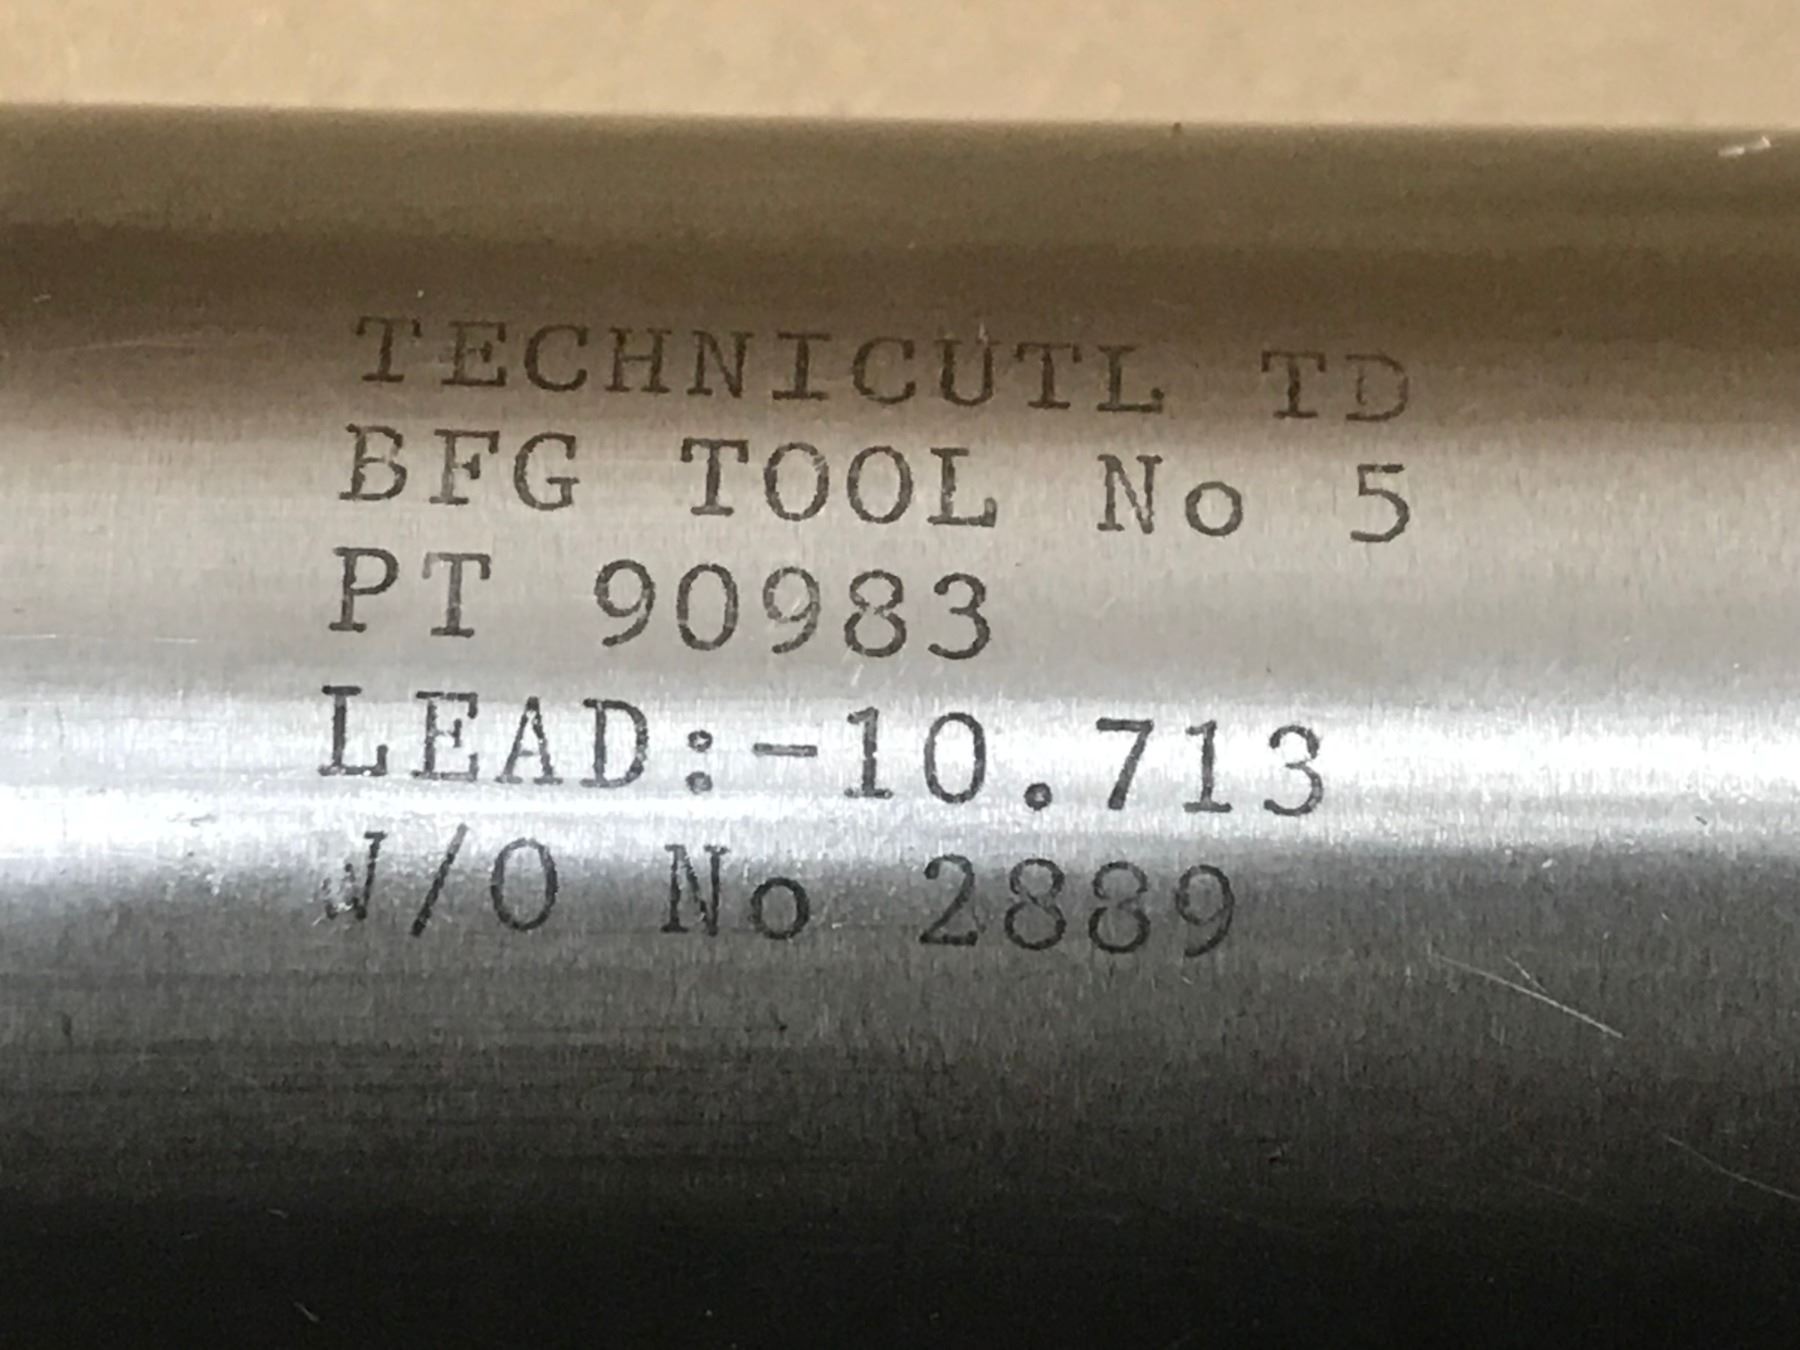 TECHNICUTL TD
BFG TOOL No 5
PT 90983
LEAD:-10.713
W/O No 2889